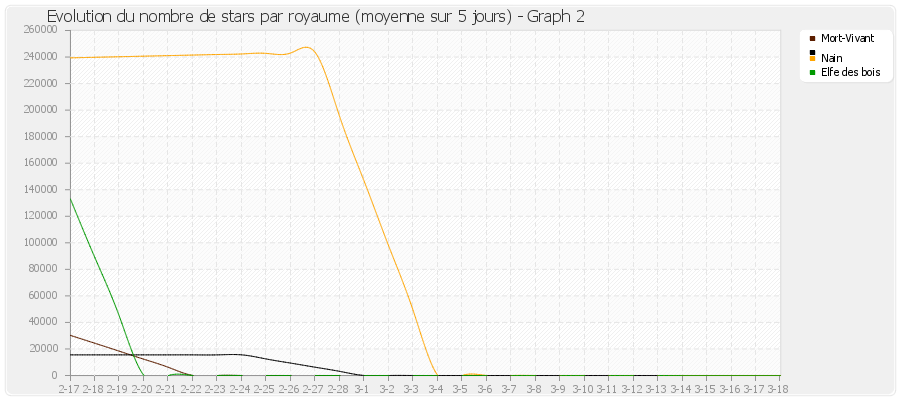 Evolution du nombre de stars par royaume (moyenne sur 5 jours) - Graph 2
260000
240000
220000
200000
180000
160000
140000
120000
100000
80000
60000
40000
20000
0
2-17 2-18 2-19 2-20 2-21 2-22 2-23 2-24 2-25 2-26 2-27 2-28 3-1 3-2 3-3 3-4 3-5 3-6 3-7 3-8 3-9 3-10 3-11 3-12 3-13 3-14 3-15 3-16 3-17 3-18
Mort-Vivant
Nain
Elfe des bois